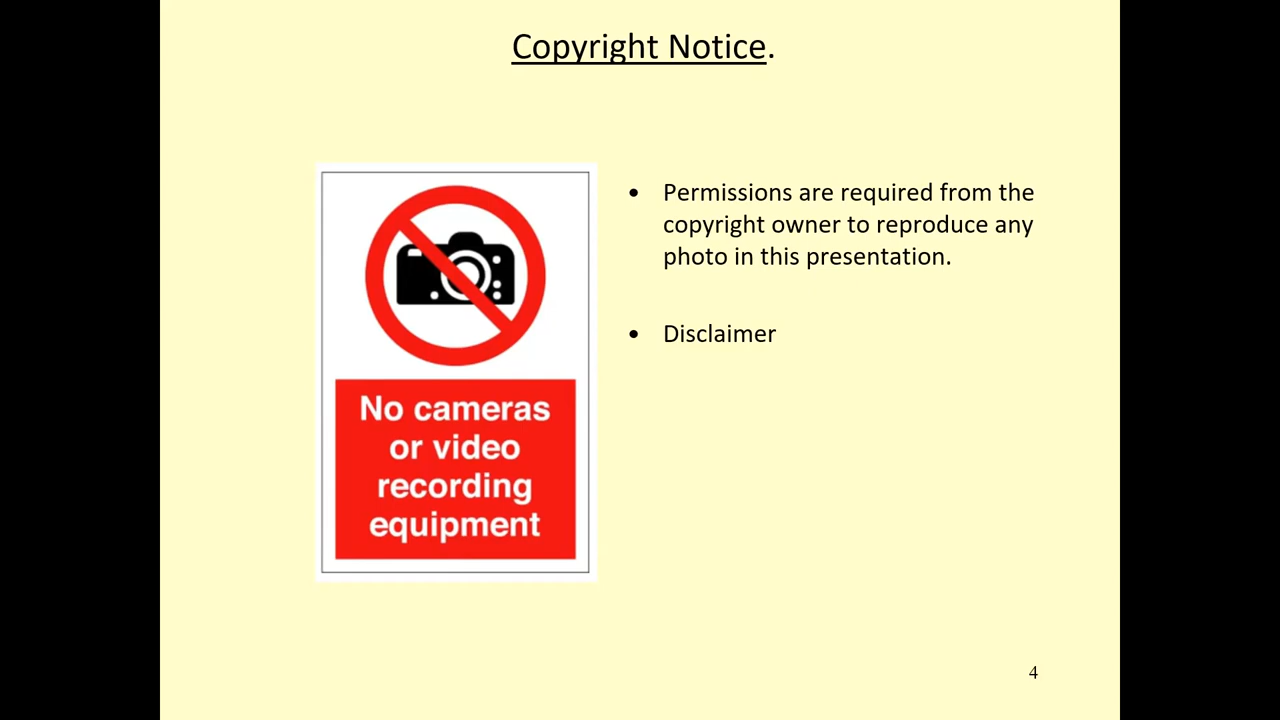 Copyright Notice.
No cameras
or video
recording
equipment
• Permissions are required from the
copyright owner to reproduce any
photo in this presentation.
• Disclaimer
4